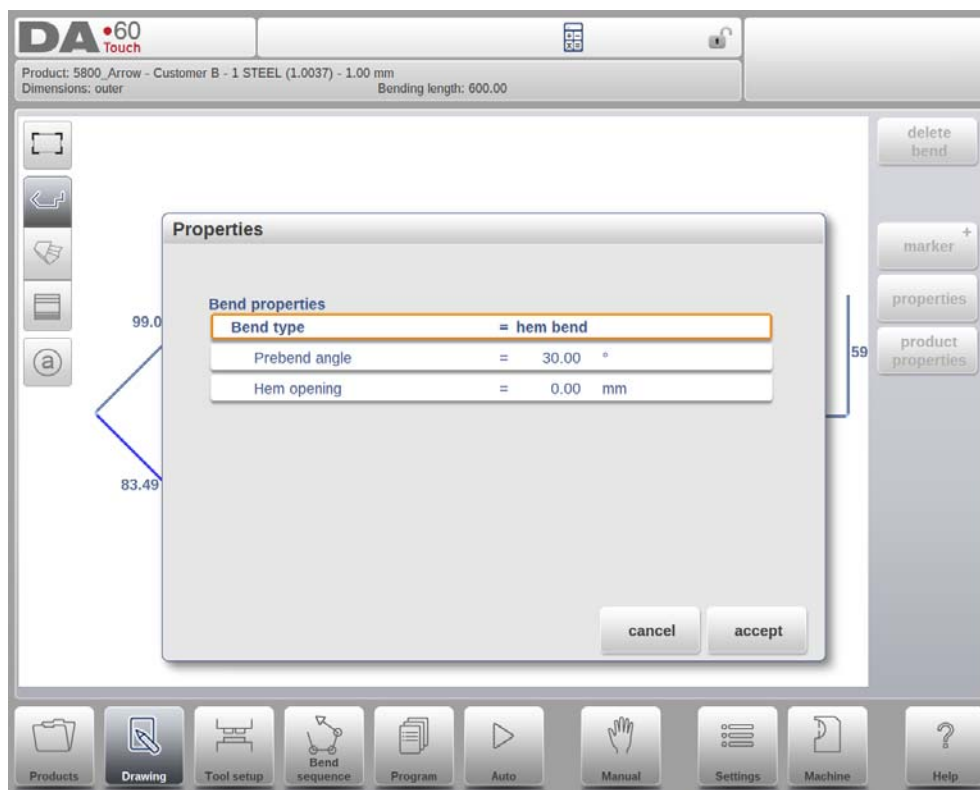 DA•60
Touch
Product: 5800_Arrow - Customer B - 1 STEEL (1.0037) - 1.00 mm
Dimensions: outer Bending length: 600.00
delete
bend
Properties
marker +
Bend properties
properties
Bend type = hem bend
99.0
product
properties
Prebend angle = 30.00 °
59
a
Hem opening = 0.00 mm
83.49
cancel accept
Products Drawing Tool setup Bend
sequence Program Auto Manual Settings Machine ? Help